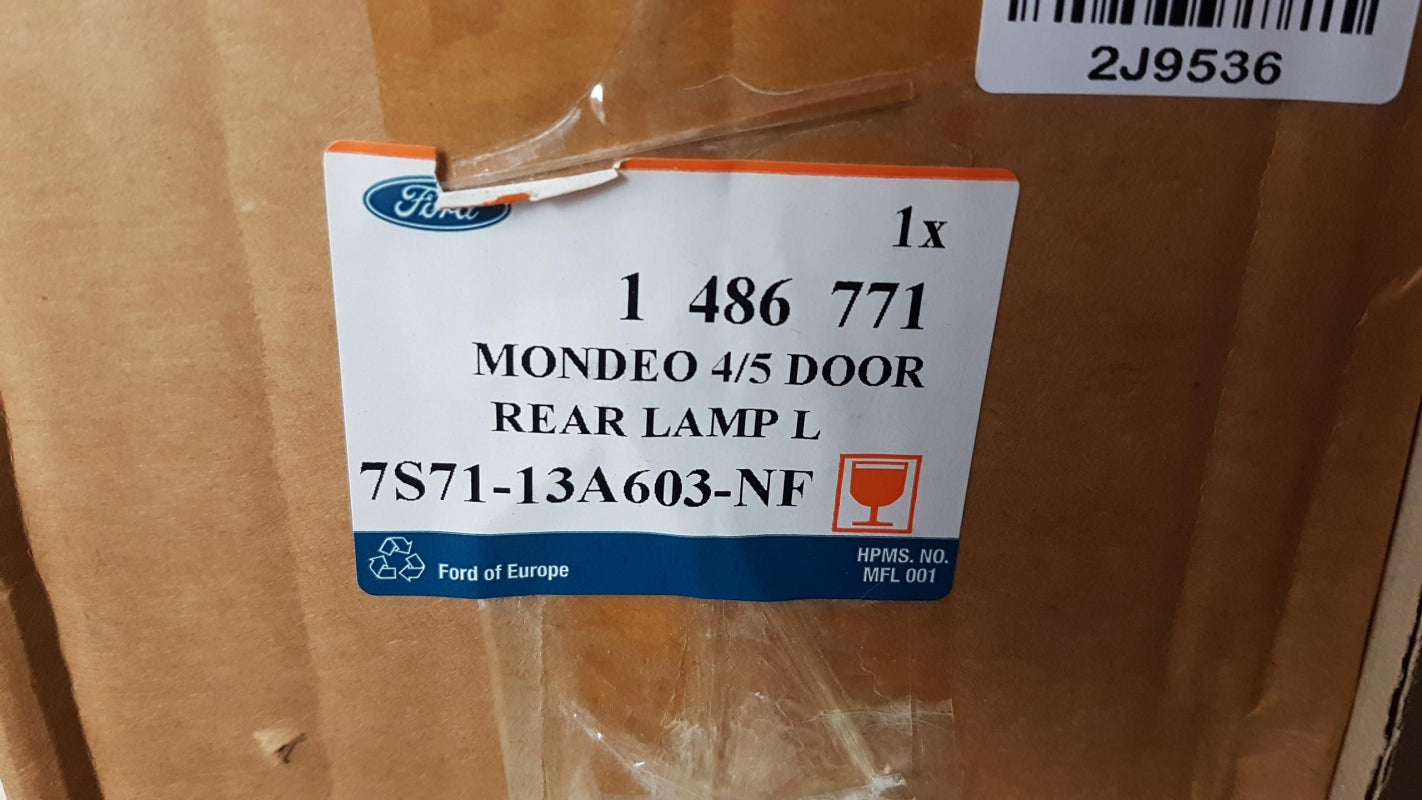 2J9536
Ford
1x
1 486 771
MONDEO 4/5 DOOR
REAR LAMP L
7S71-13A603-NF
Ford of Europe
HPMS. NO.
MFL 001